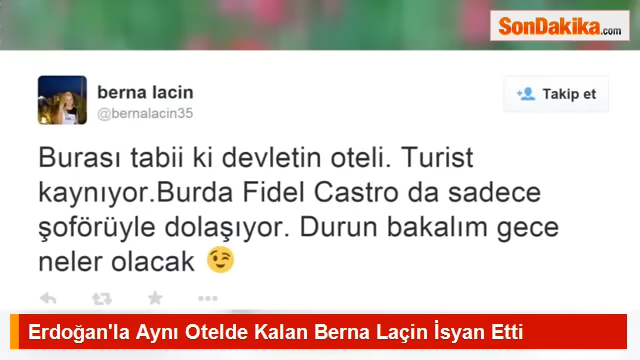 SonDakika.com
berna lacin
@bernalacin35
Takip et
Burası tabii ki devletin oteli. Turist
kaynıyor.Burda Fidel Castro da sadece
şoförüyle dolaşıyor. Durun bakalım gece
neler olacak 😉
Erdoğan'la Aynı Otelde Kalan Berna Laçin İsyan Etti